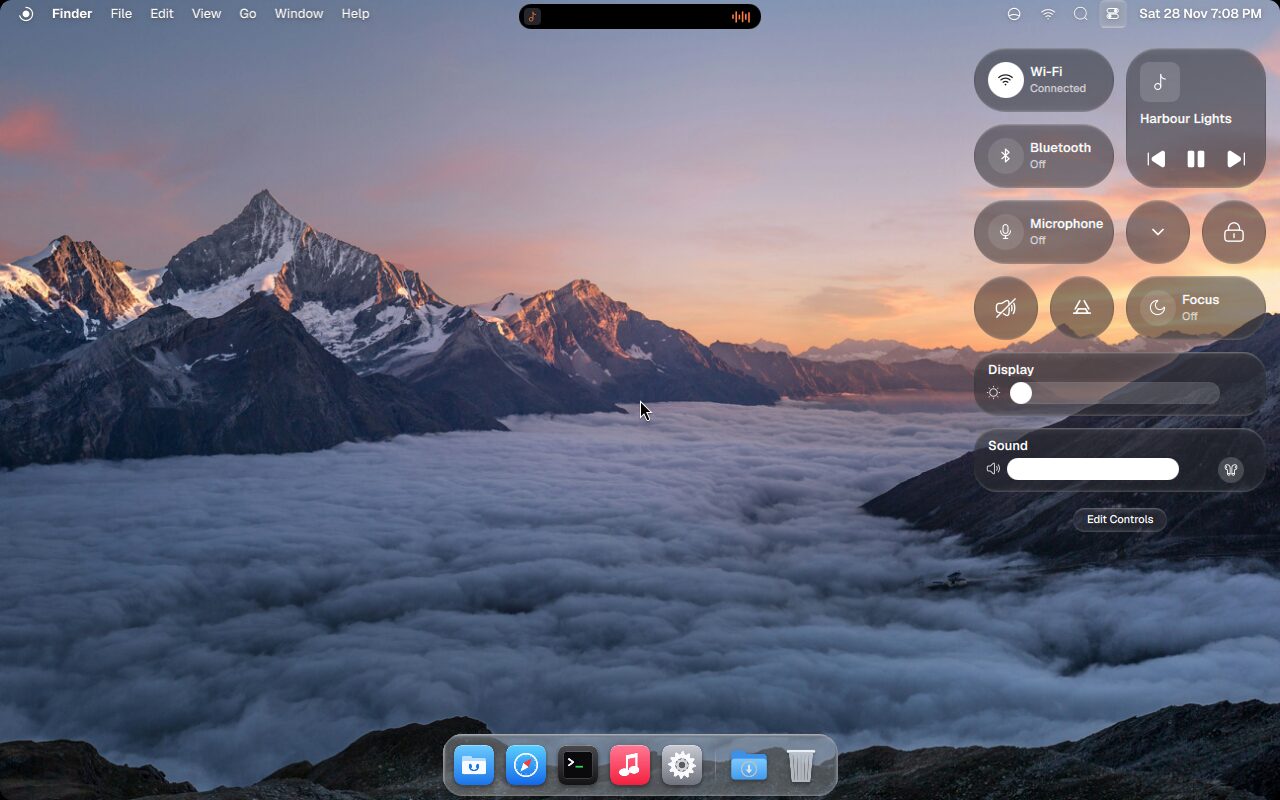 Finder File Edit View Go Window Help
Sat 28 Nov 7:08 PM
Wi-Fi
Connected
Harbour Lights
Bluetooth
Off
Microphone
Off
Focus
Off
Display
Sound
Edit Controls